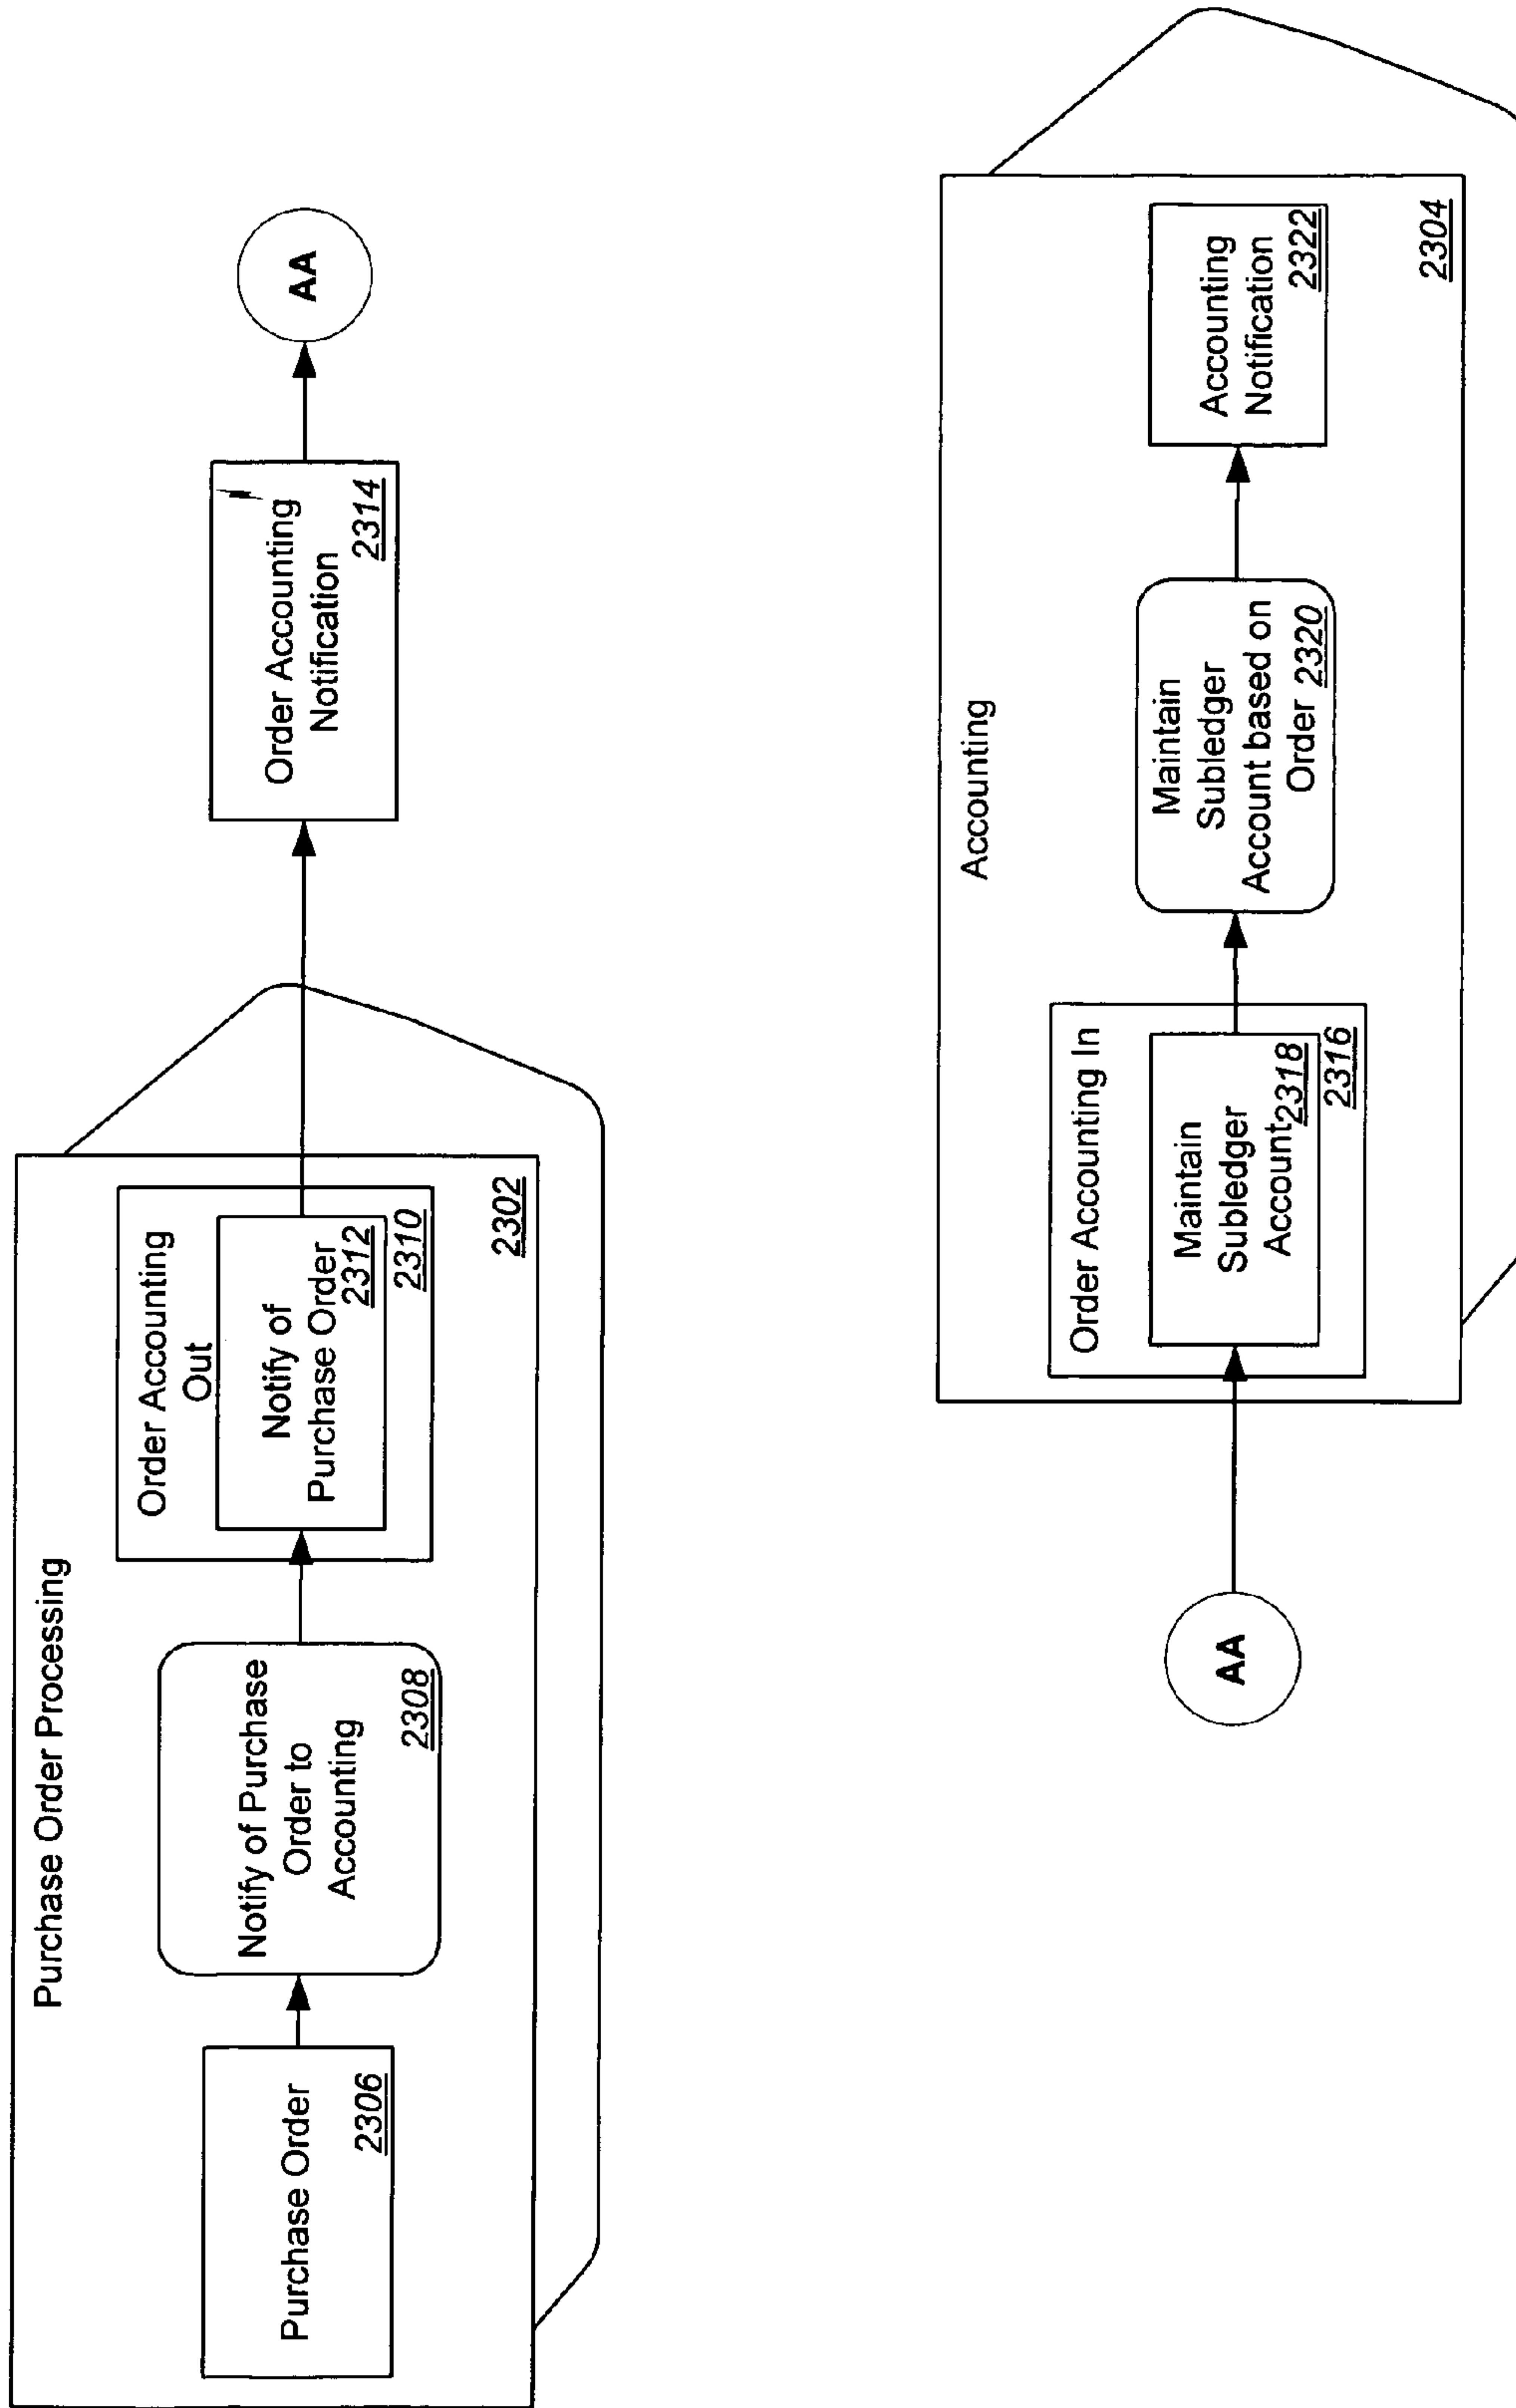 Purchase Order Processing
Purchase Order
2306
Notify of Purchase
Order to
Accounting
2308
Order Accounting
Out
Notify of
Purchase Order
2312
2310
2302
Order Accounting
Notification
2314
AA
AA
Accounting
Order Accounting In
Maintain
Subledger
Account 2318
2316
Maintain
Subledger
Account based on
Order 2320
Accounting
Notification
2322
2304